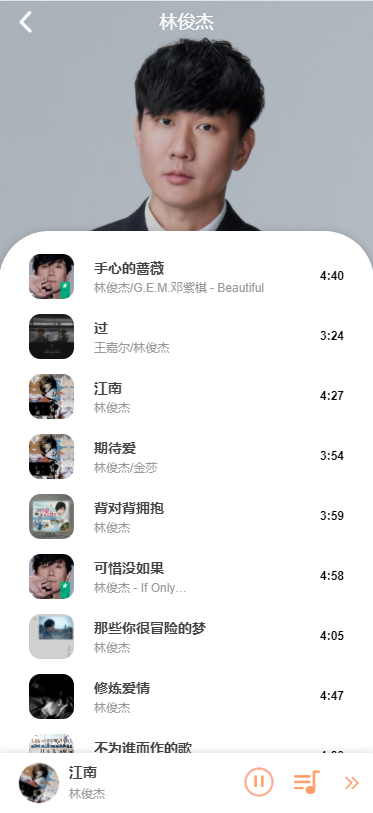 林俊杰
手心的蔷薇
林俊杰/G.E.M.邓紫棋 - Beautiful
4:40
过
王嘉尔/林俊杰
3:24
江南
林俊杰
4:27
期待爱
林俊杰/金莎
3:54
背对背拥抱
林俊杰
3:59
可惜没如果
林俊杰 - If Only...
4:58
那些你很冒险的梦
林俊杰
4:05
修炼爱情
林俊杰
4:47
不为谁而作的歌
江南
林俊杰